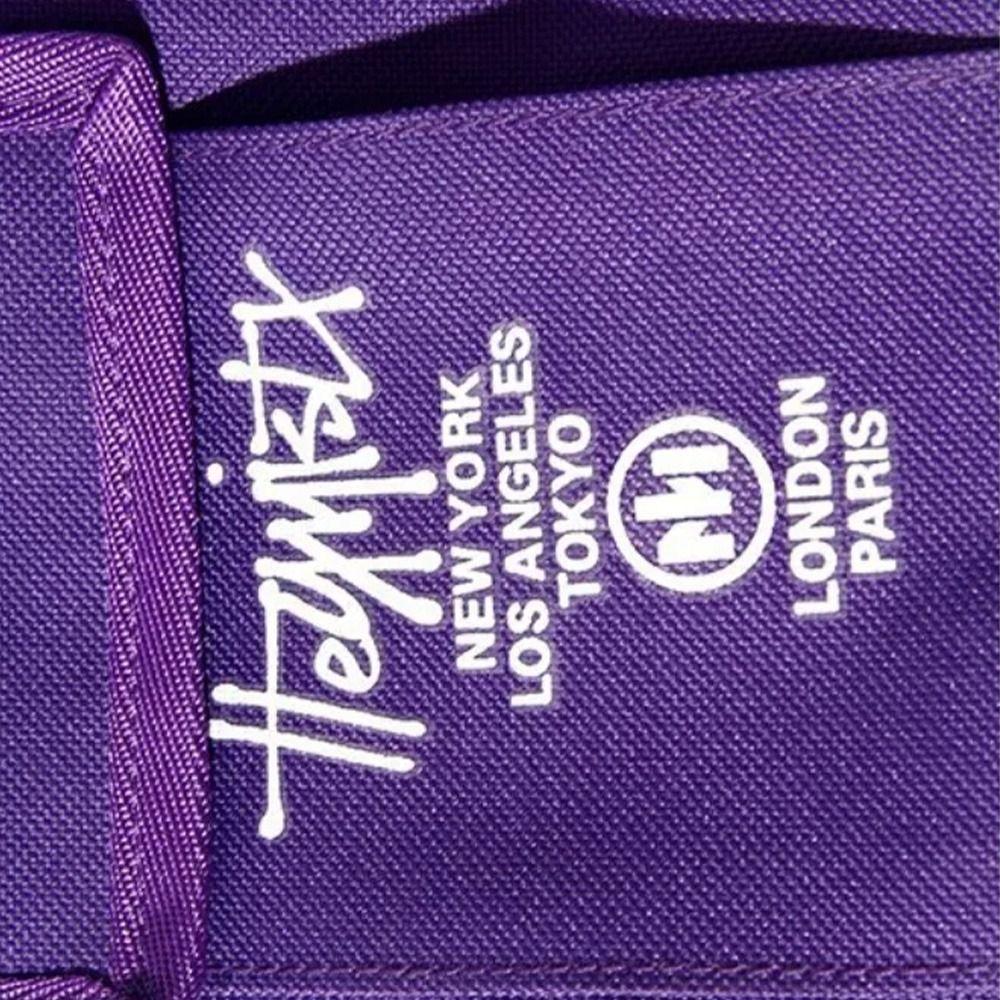 NEW YORK
LOS ANGELES
TOKYO
LONDON
PARIS